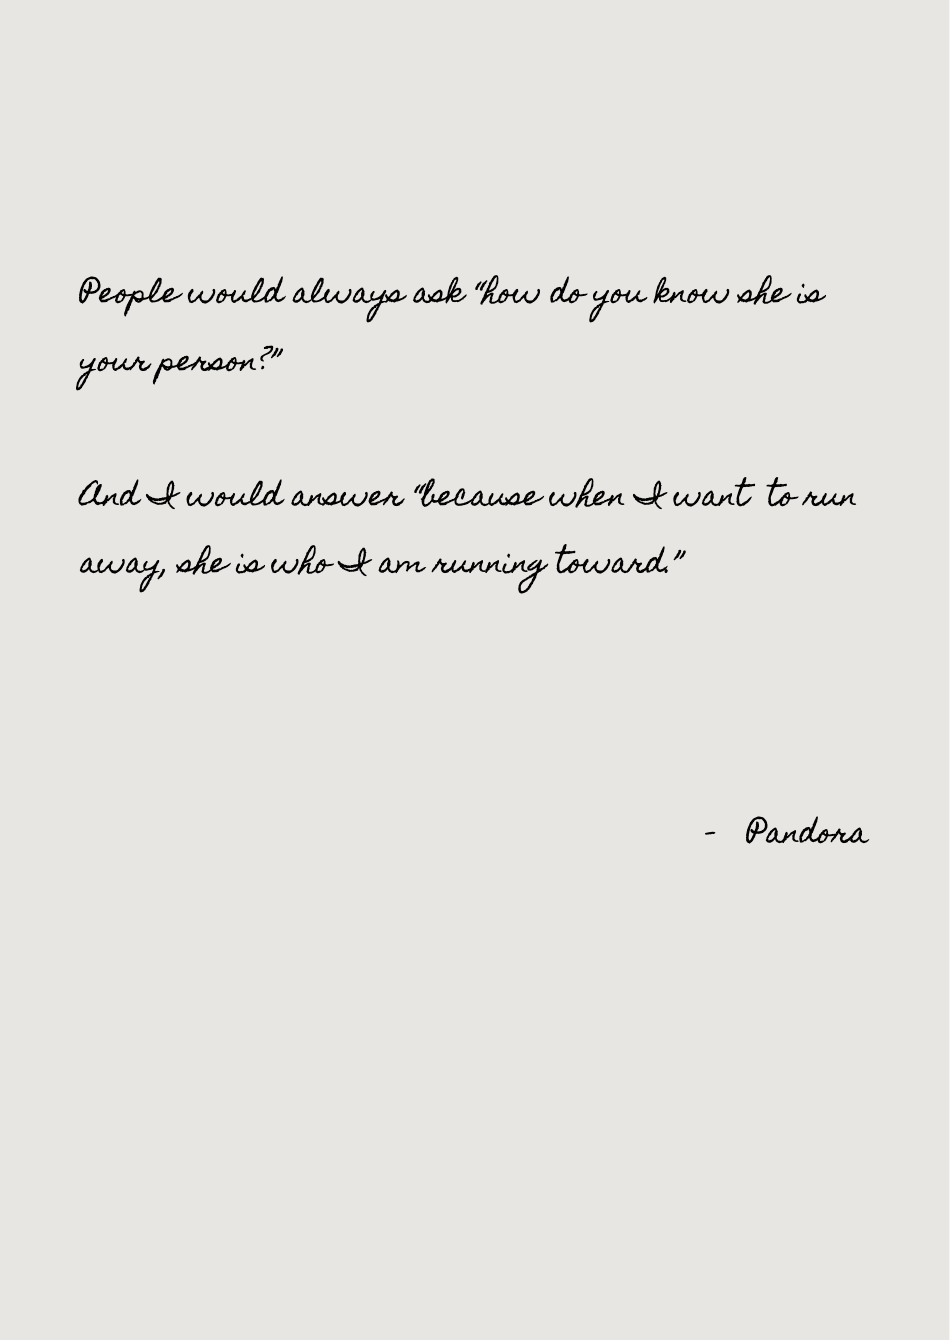 People would always ask “how do you know she is
your person?”
And I would answer “because when I want to run
away, she is who I am running toward.”
- Pandora